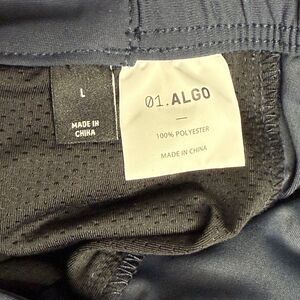 L
MADE IN
CHINA
01.ALGO
—
100% POLYESTER
MADE IN CHINA